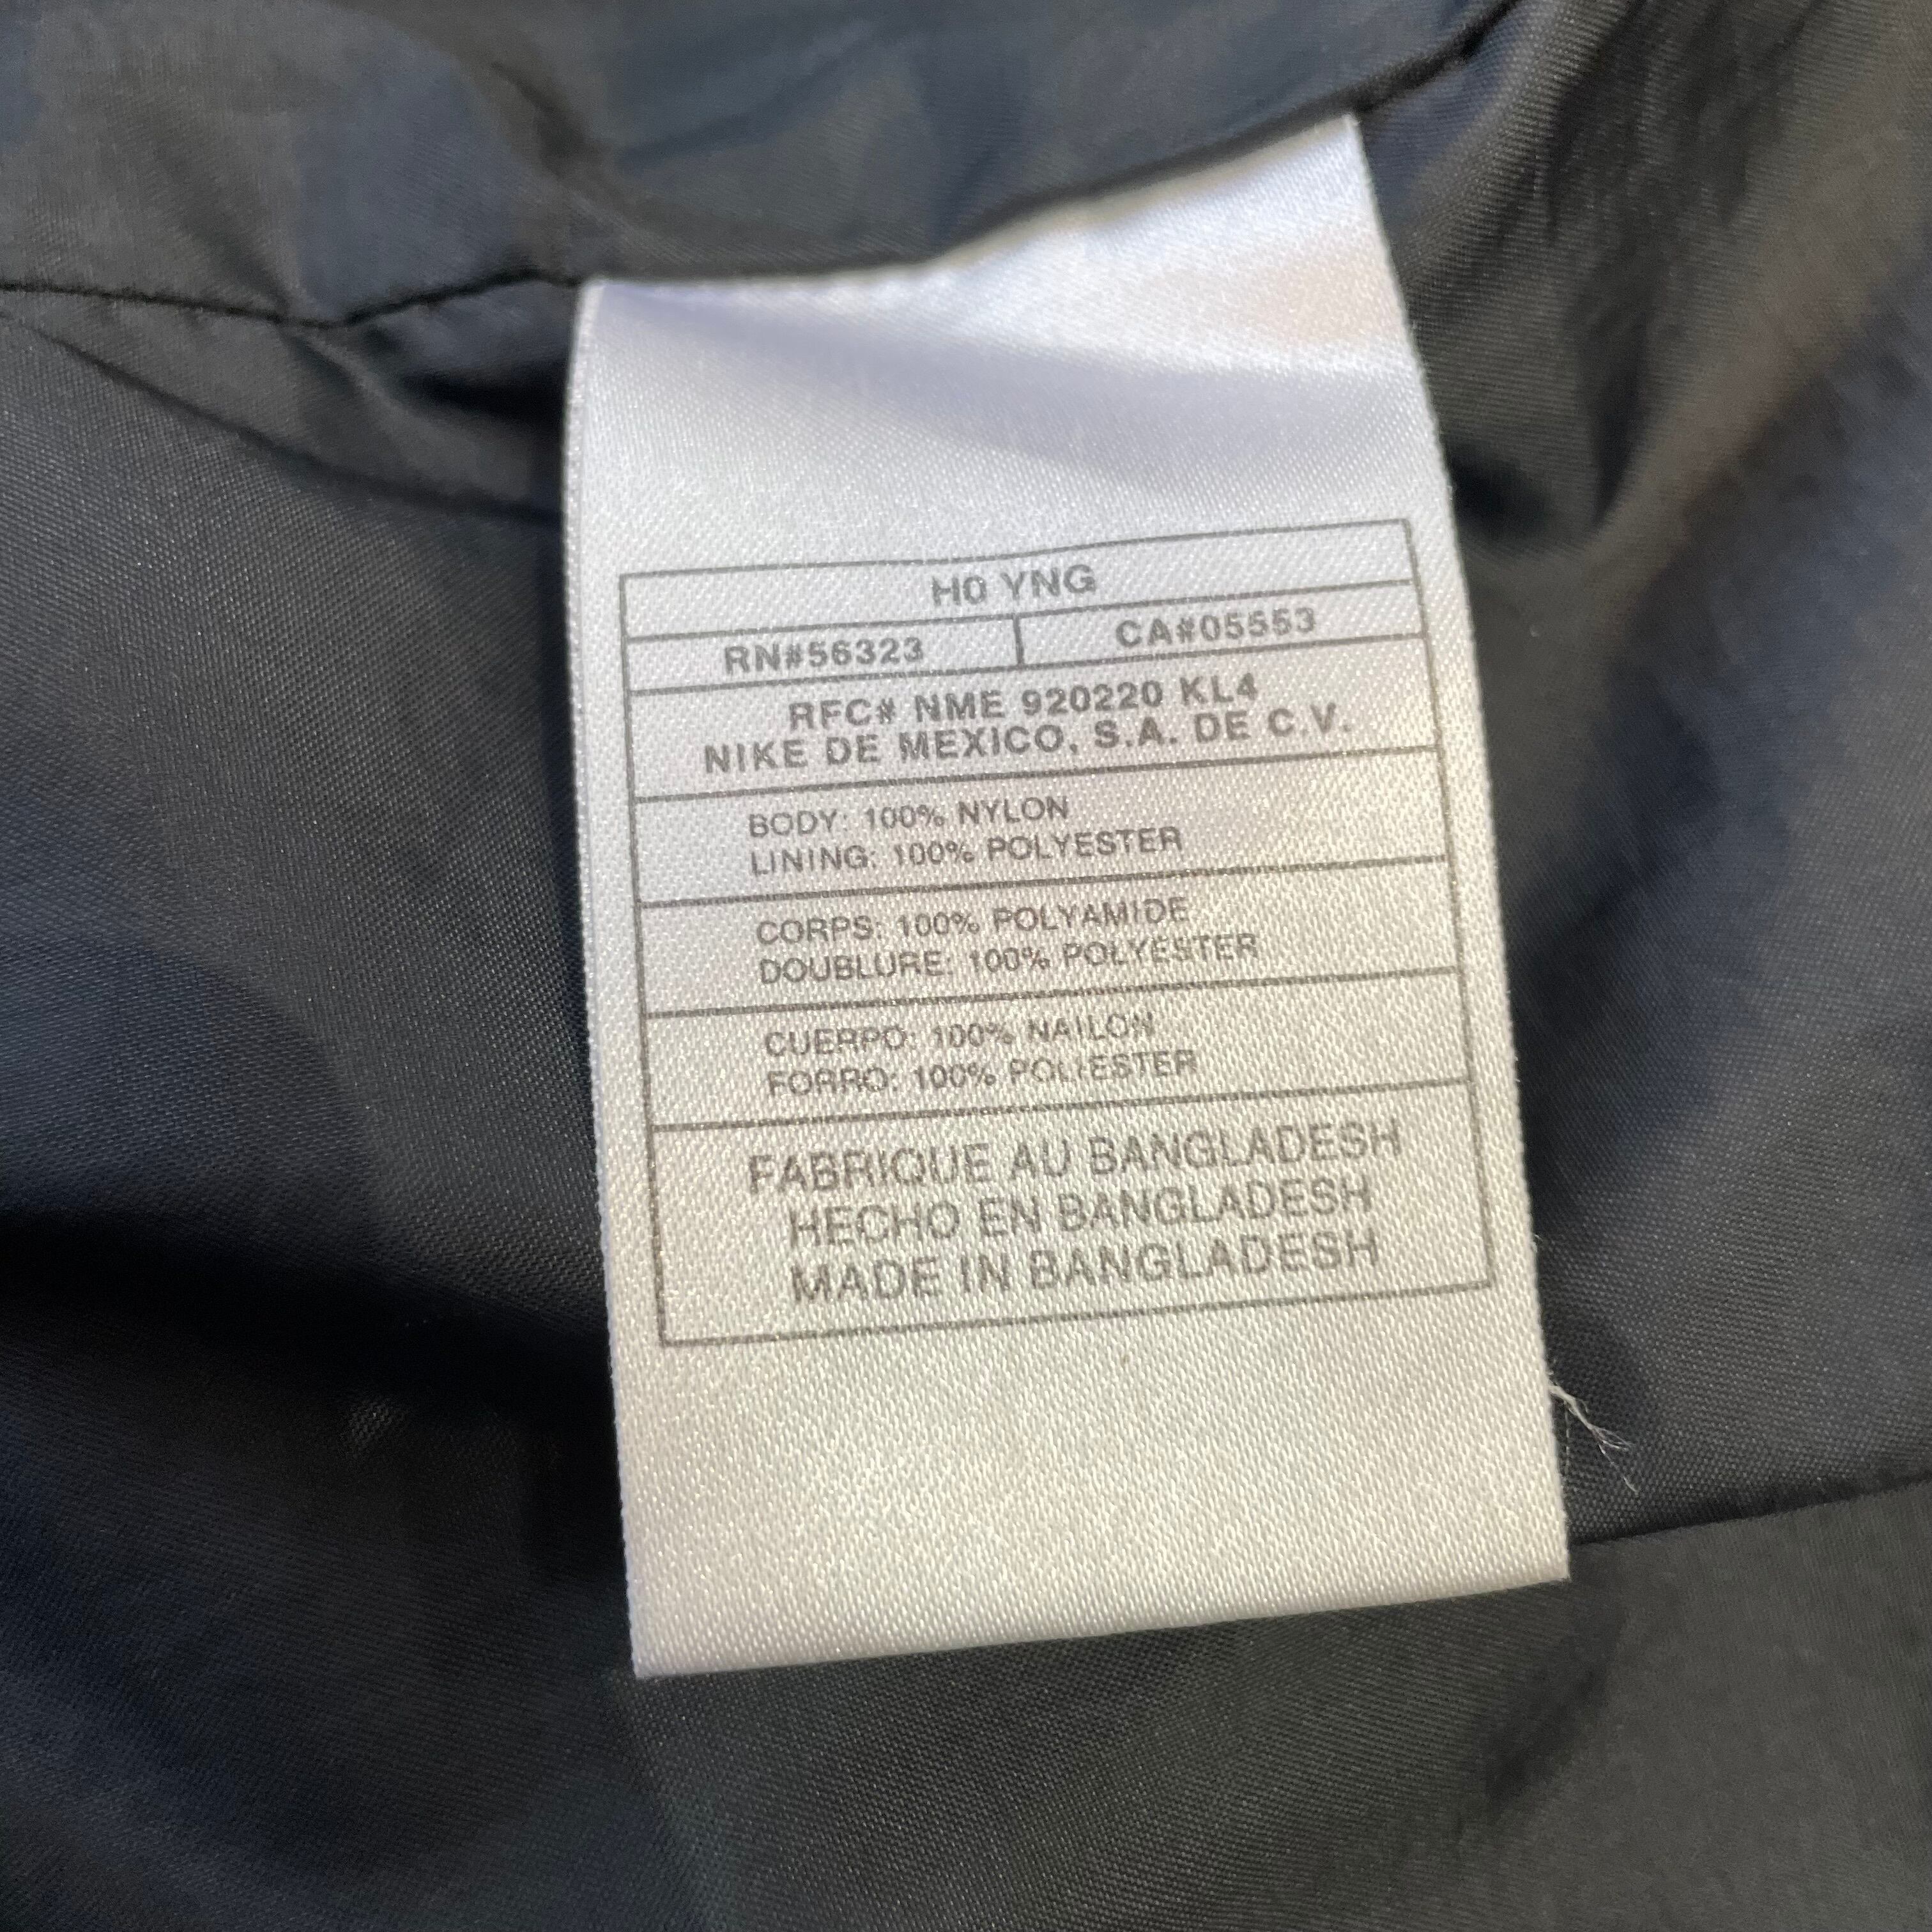 HO YNG
RN#56323 CA#05553
RFC# NME 920220 KL4
NIKE DE MEXICO, S.A. DE C.V.
BODY: 100% NYLON
LINING: 100% POLYESTER
CORPS: 100% POLYAMIDE
DOUBLURE: 100% POLYESTER
CUERPO: 100% NAILON
FORRO: 100% POLIESTER
FABRIQUE AU BANGLADESH
HECHO EN BANGLADESH
MADE IN BANGLADESH